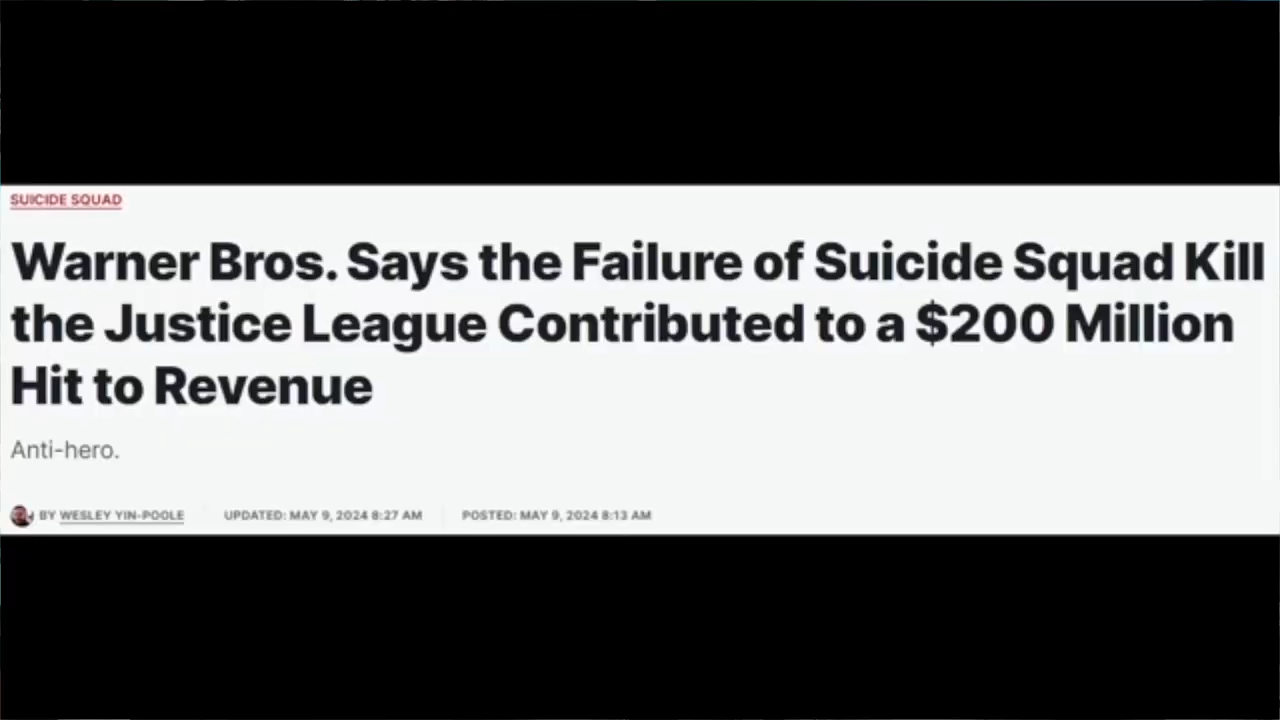 SUICIDE SQUAD
Warner Bros. Says the Failure of Suicide Squad Kill
the Justice League Contributed to a $200 Million
Hit to Revenue
Anti-hero.
BY WESLEY YIN-POOLE UPDATED: MAY 9, 2024 8:27 AM POSTED: MAY 9, 2024 8:13 AM